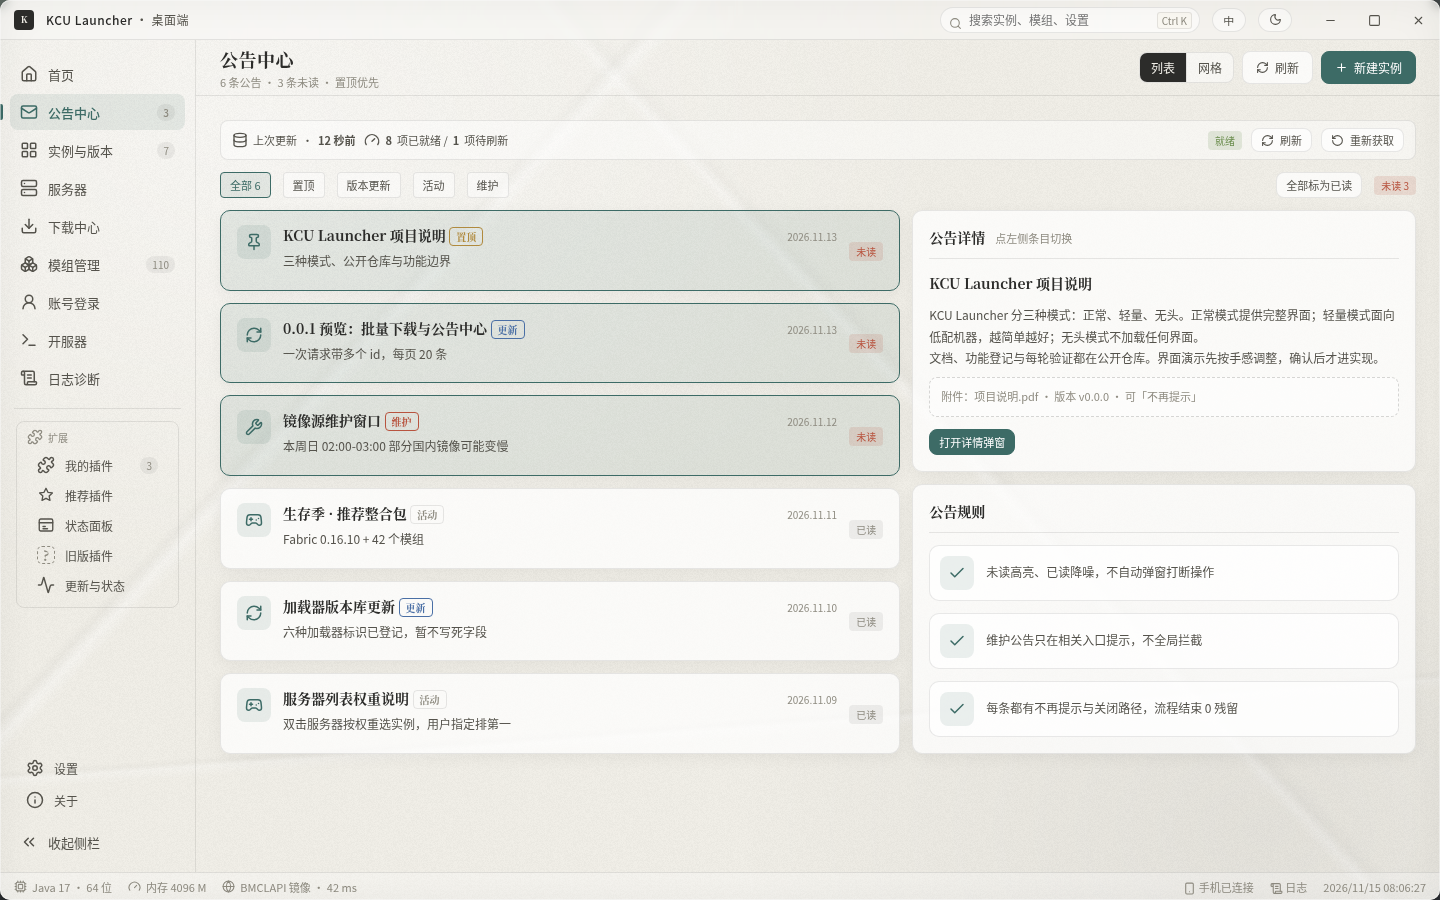 K
KCU Launcher • 桌面端
搜索实例、模组、设置
Ctrl K
中
首页
公告中心
3
实例与版本
7
服务器
下载中心
模组管理
110
账号登录
开服器
日志诊断
扩展
我的插件
3
推荐插件
状态面板
?
旧版插件
更新与状态
设置
关于
收起侧栏
公告中心
6 条公告 • 3 条未读 • 置顶优先
列表
网格
刷新
新建实例
上次更新 • 12 秒前
8 项已就绪 / 1 项待刷新
就绪
刷新
重新获取
全部 6
置顶
版本更新
活动
维护
全部标为已读
未读 3
KCU Launcher 项目说明
置顶
三种模式、公开仓库与功能边界
2026.11.13
未读
0.0.1 预览：批量下载与公告中心
更新
一次请求带多个 id，每页 20 条
2026.11.13
未读
镜像源维护窗口
维护
本周日 02:00-03:00 部分国内镜像可能变慢
2026.11.12
未读
生存季 · 推荐整合包
活动
Fabric 0.16.10 + 42 个模组
2026.11.11
已读
加载器版本库更新
更新
六种加载器标识已登记，暂不写死字段
2026.11.10
已读
服务器列表权重说明
活动
双击服务器按权重选实例，用户指定排第一
2026.11.09
已读
公告详情
点左侧条目切换
KCU Launcher 项目说明
KCU Launcher 分三种模式：正常、轻量、无头。正常模式提供完整界面；轻量模式面向
低配机器，越简单越好；无头模式不加载任何界面。
文档、功能登记与每轮验证都在公开仓库。界面演示先按手感调整，确认后才进实现。
附件：项目说明.pdf • 版本 v0.0.0 • 可「不再提示」
打开详情弹窗
公告规则
未读高亮、已读降噪，不自动弹窗打断操作
维护公告只在相关入口提示，不全局拦截
每条都有不再提示与关闭路径，流程结束 0 残留
Java 17 • 64 位
内存 4096 M
BMCLAPI 镜像 • 42 ms
手机已连接
日志
2026/11/15 08:06:27